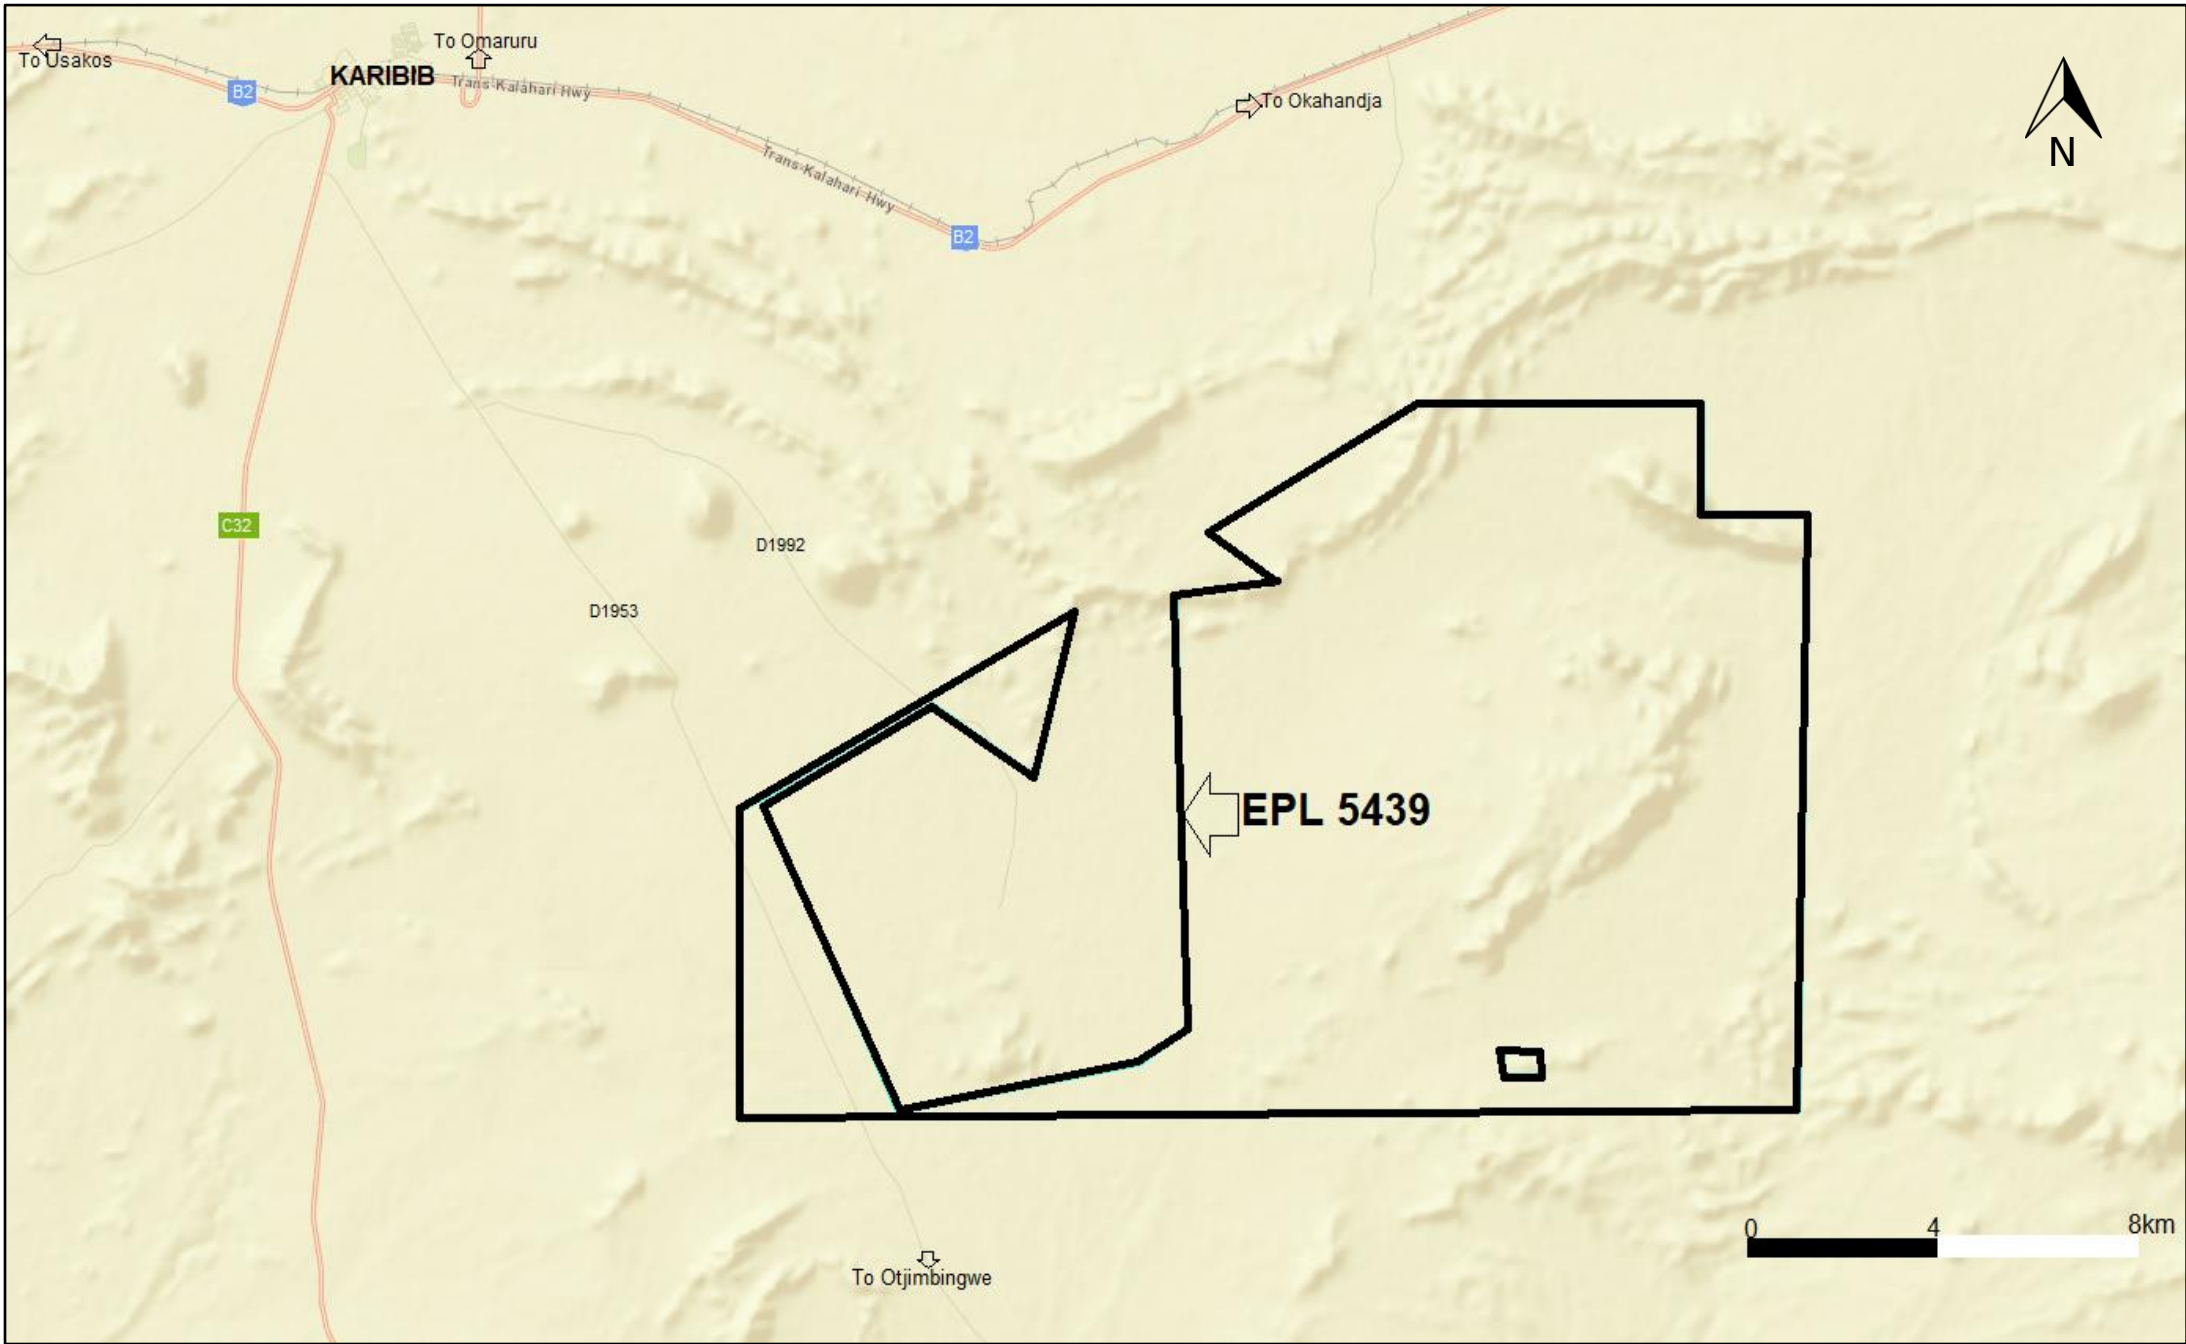 To Omaruru
To Usakos
KARIBIB
B2
Trans-Kalahari Hwy
To Okahandja
N
Trans-Kalahari Hwy
B2
C32
D1992
D1953
EPL 5439
0 4 8km
To Otjimbingwe